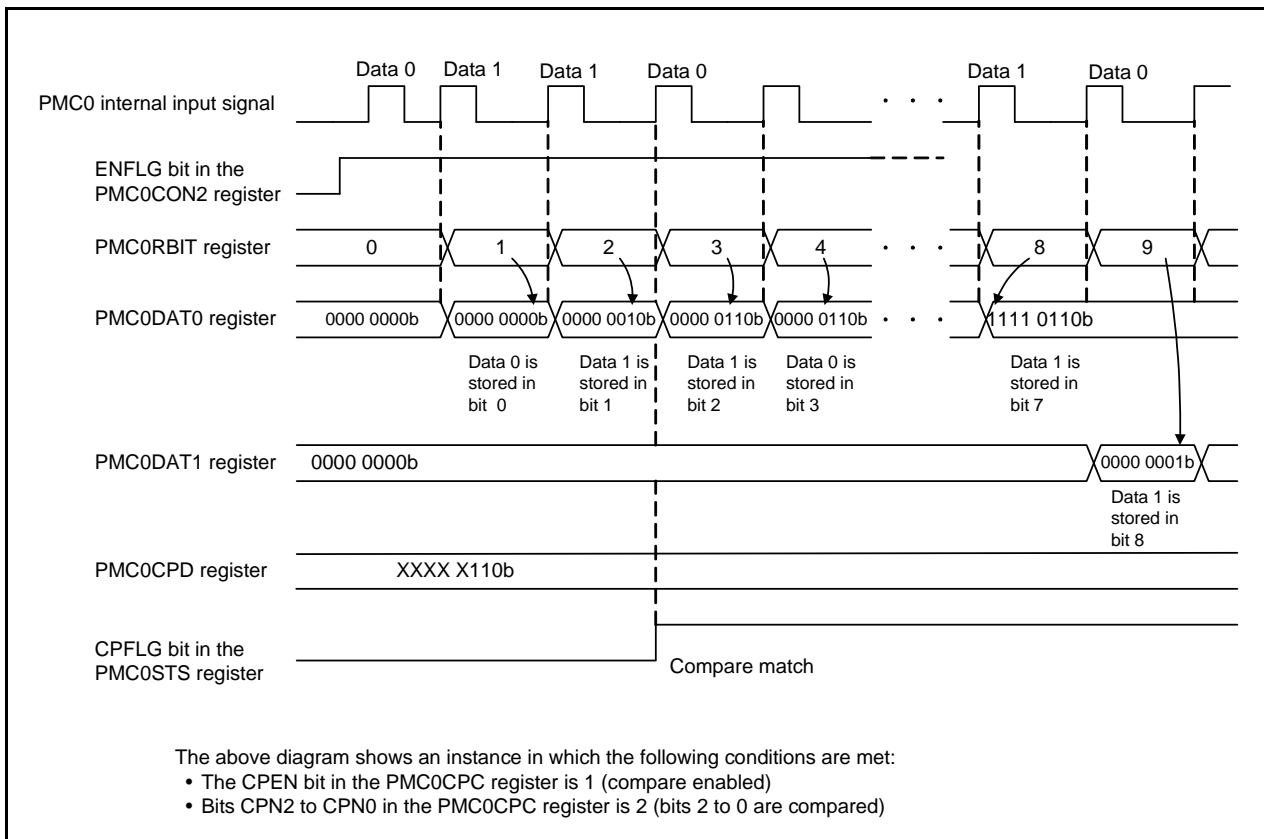 Data 0 Data 1 Data 1 Data 0 Data 1 Data 0
PMC0 internal input signal
· · ·
ENFLG bit in the
PMC0CON2 register
PMC0RBIT register 0 1 2 3 4 · · · 8 9
PMC0DAT0 register 0000 0000b 0000 0000b 0000 0010b 0000 0110b 0000 0110b · · · 1111 0110b
Data 0 is
stored in
bit 0
Data 1 is
stored in
bit 1
Data 1 is
stored in
bit 2
Data 0 is
stored in
bit 3
Data 1 is
stored in
bit 7
PMC0DAT1 register 0000 0000b 0000 0001b
Data 1 is
stored in
bit 8
PMC0CPD register XXXX X110b
CPFLG bit in the
PMC0STS register
Compare match
The above diagram shows an instance in which the following conditions are met:
• The CPEN bit in the PMC0CPC register is 1 (compare enabled)
• Bits CPN2 to CPN0 in the PMC0CPC register is 2 (bits 2 to 0 are compared)